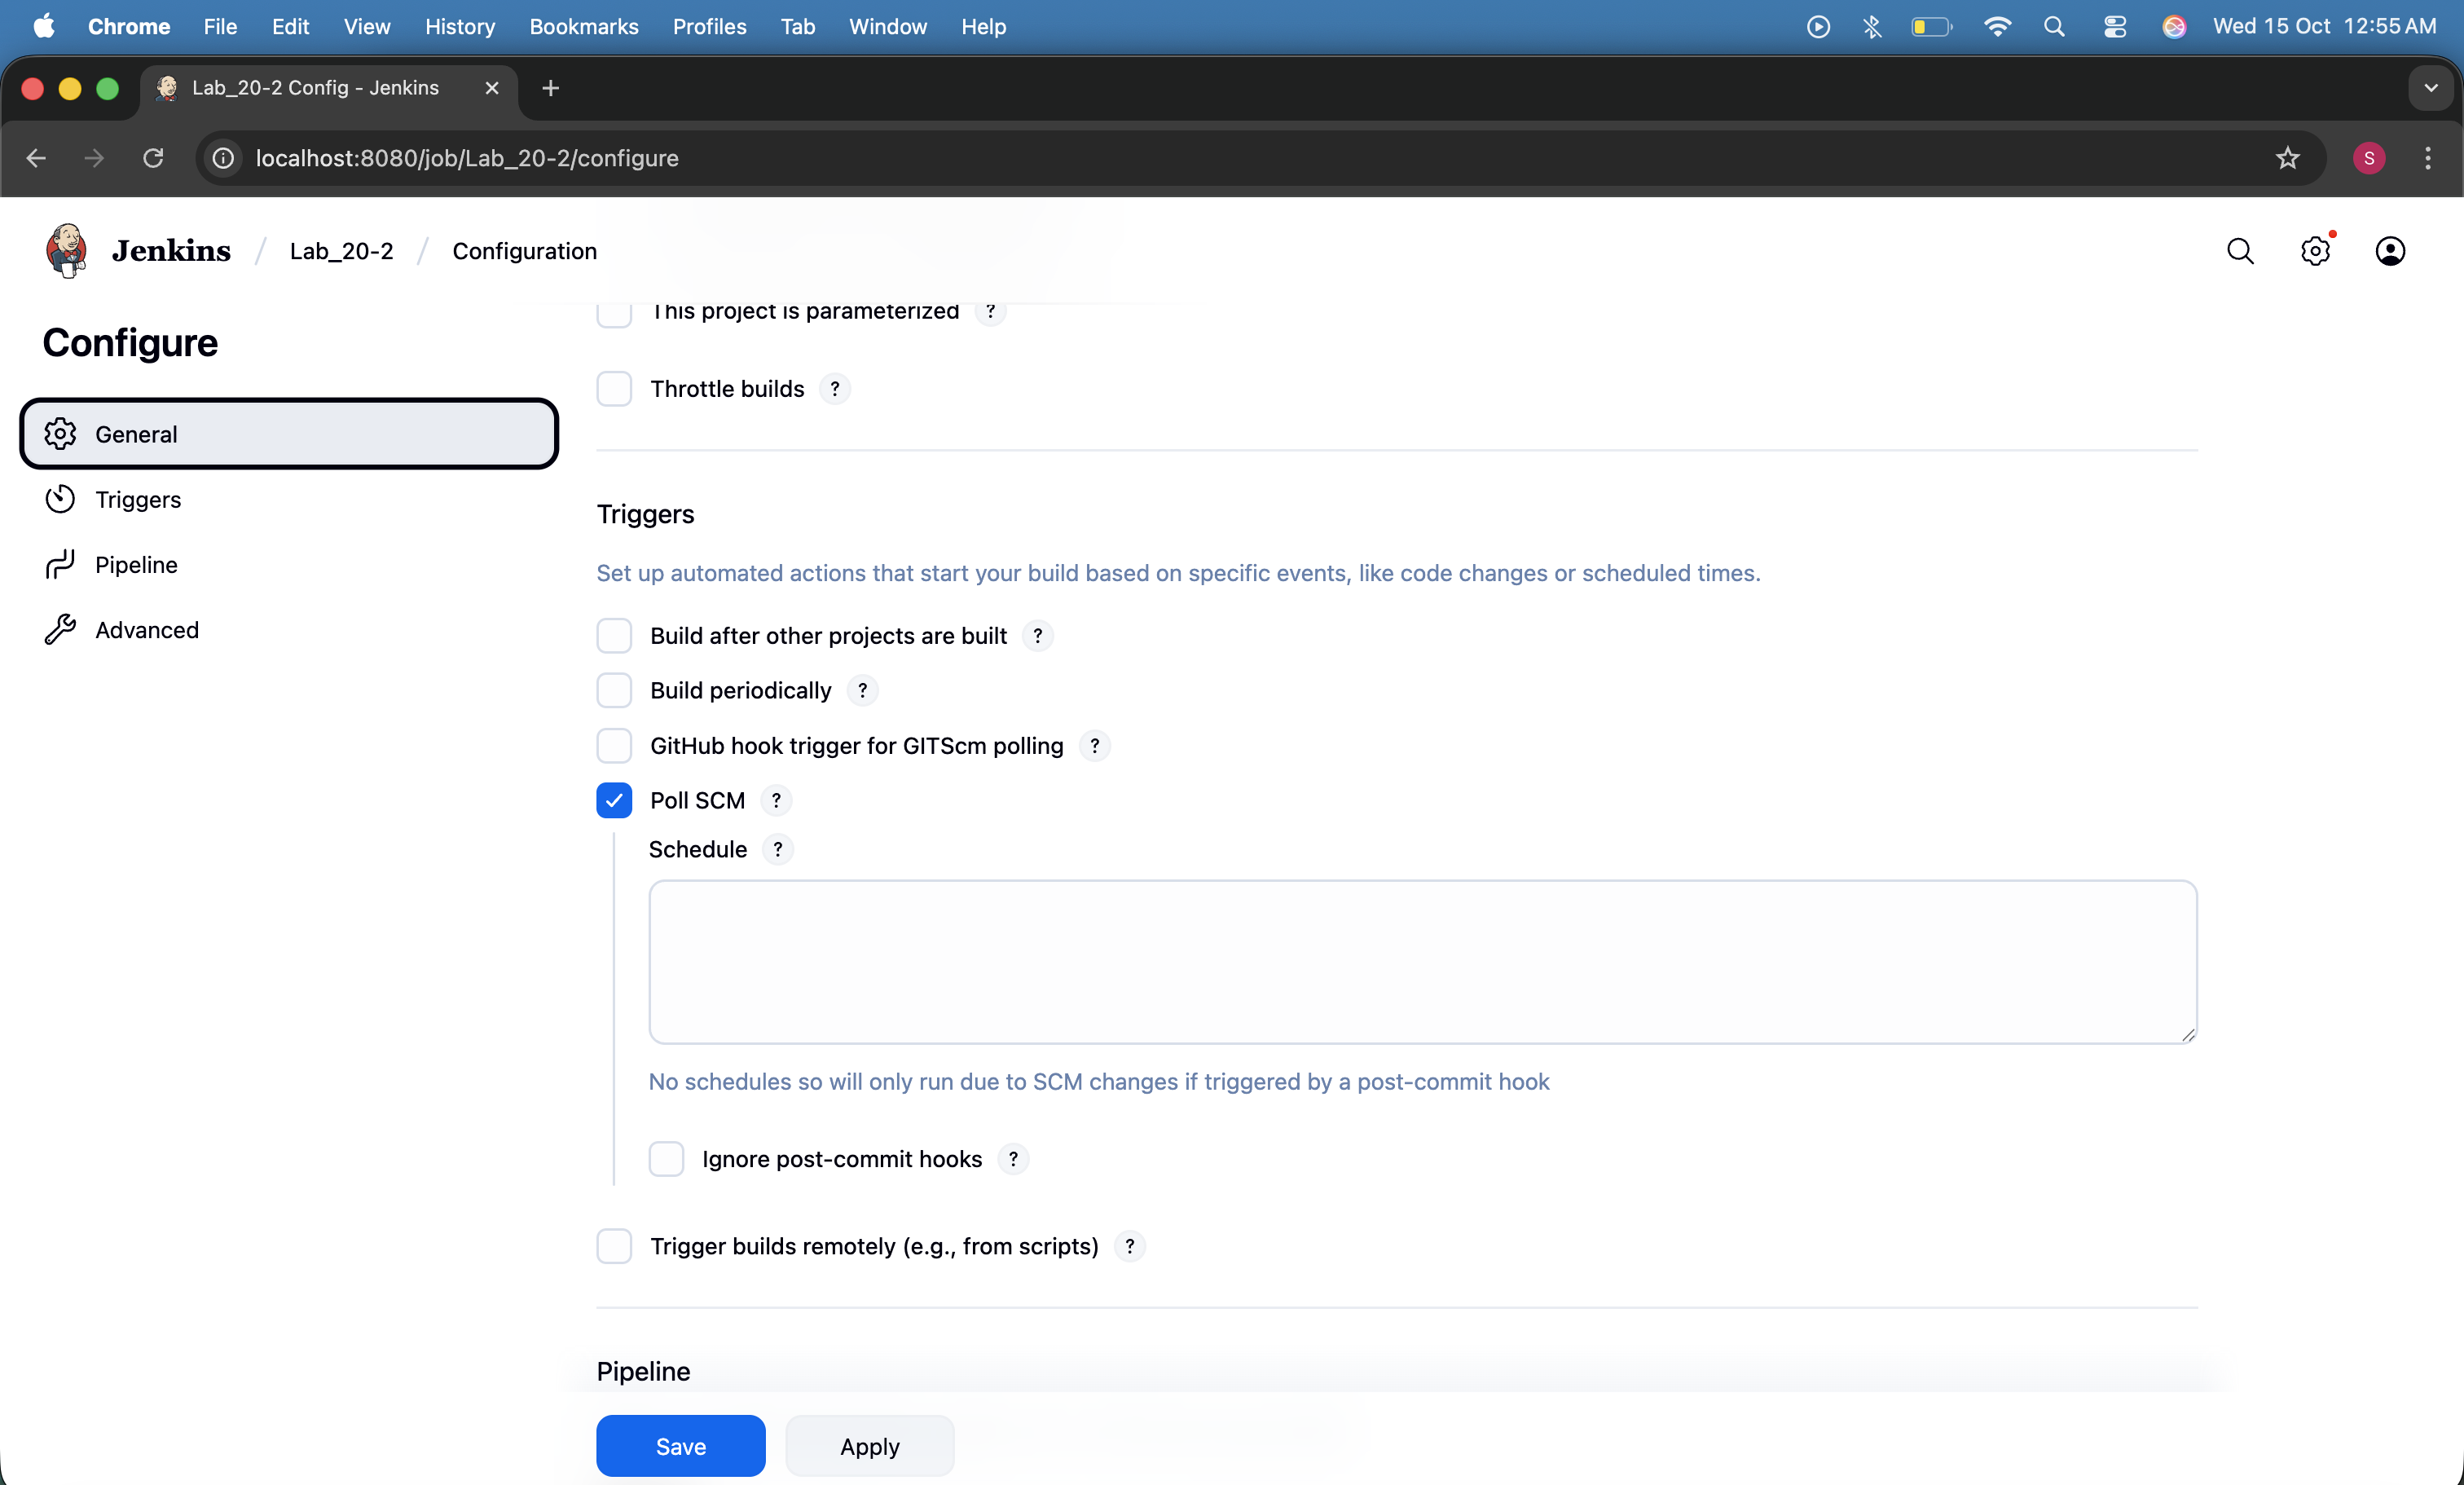 Chrome File Edit View History Bookmarks Profiles Tab Window Help Wed 15 Oct 12:55 AM
Lab_20-2 Config - Jenkins
localhost:8080/job/Lab_20-2/configure S
Jenkins / Lab_20-2 / Configuration
Configure
General
Triggers
Pipeline
Advanced
This project is parameterized ?
Throttle builds ?
Triggers
Set up automated actions that start your build based on specific events, like code changes or scheduled times.
Build after other projects are built ?
Build periodically ?
GitHub hook trigger for GITScm polling ?
Poll SCM ?
Schedule ?
No schedules so will only run due to SCM changes if triggered by a post-commit hook
Ignore post-commit hooks ?
Trigger builds remotely (e.g., from scripts) ?
Pipeline
Save Apply